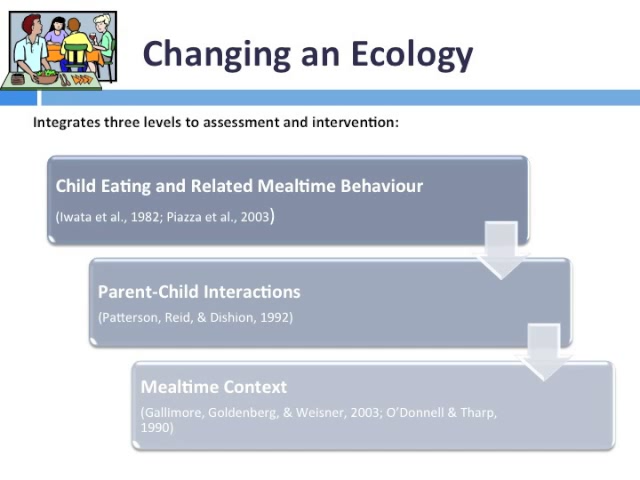 Changing an Ecology
Integrates three levels to assessment and intervention:
Child Eating and Related Mealtime Behaviour
(Iwata et al., 1982; Piazza et al., 2003)
Parent-Child Interactions
(Patterson, Reid, & Dishion, 1992)
Mealtime Context
(Gallimore, Goldenberg, & Weisner, 2003; O'Donnell & Tharp,
1990)